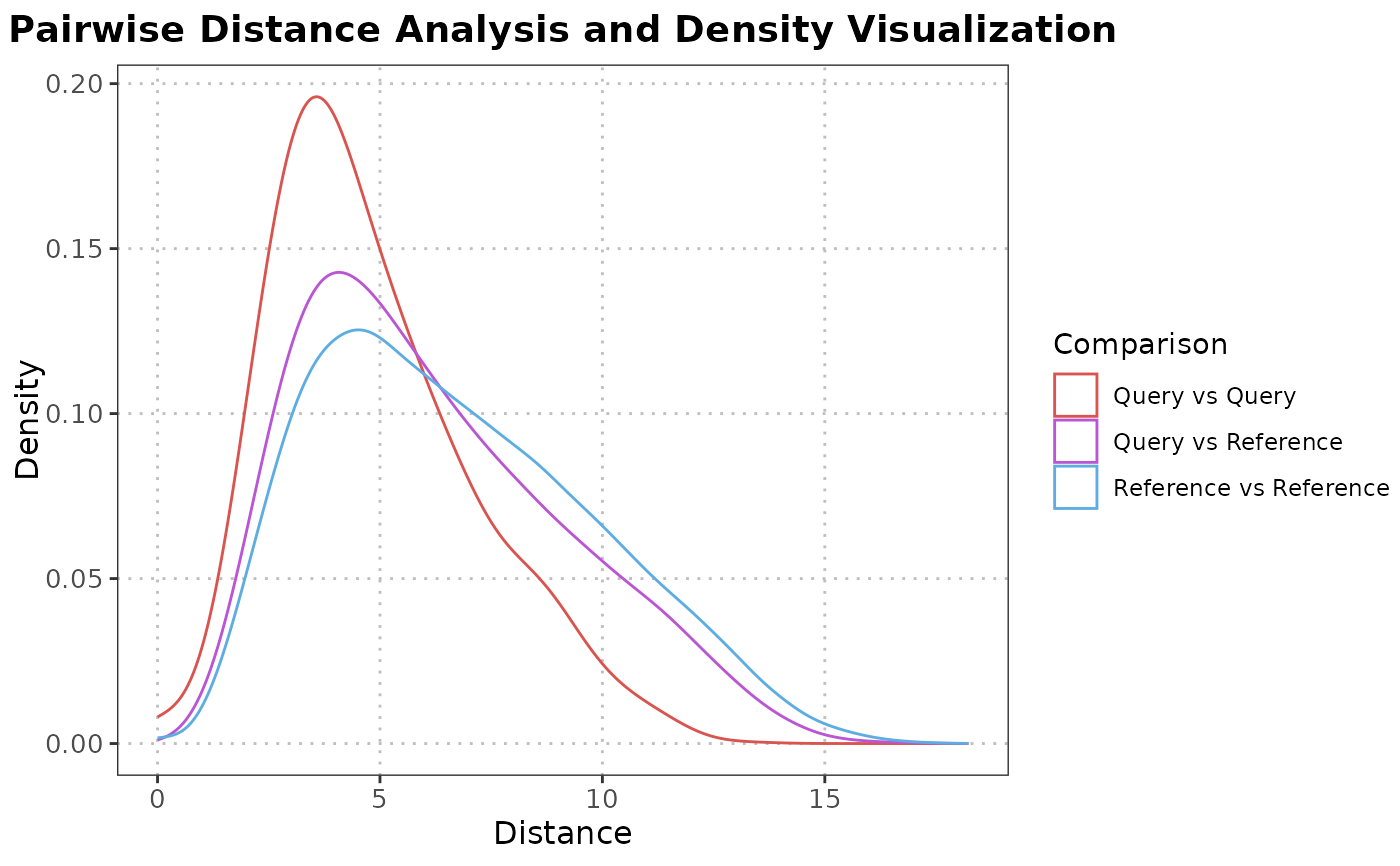 Pairwise Distance Analysis and Density Visualization
0.20
0.15
0.10
0.05
0.00
Density
0 5 10 15
Distance
Comparison
Query vs Query
Query vs Reference
Reference vs Reference